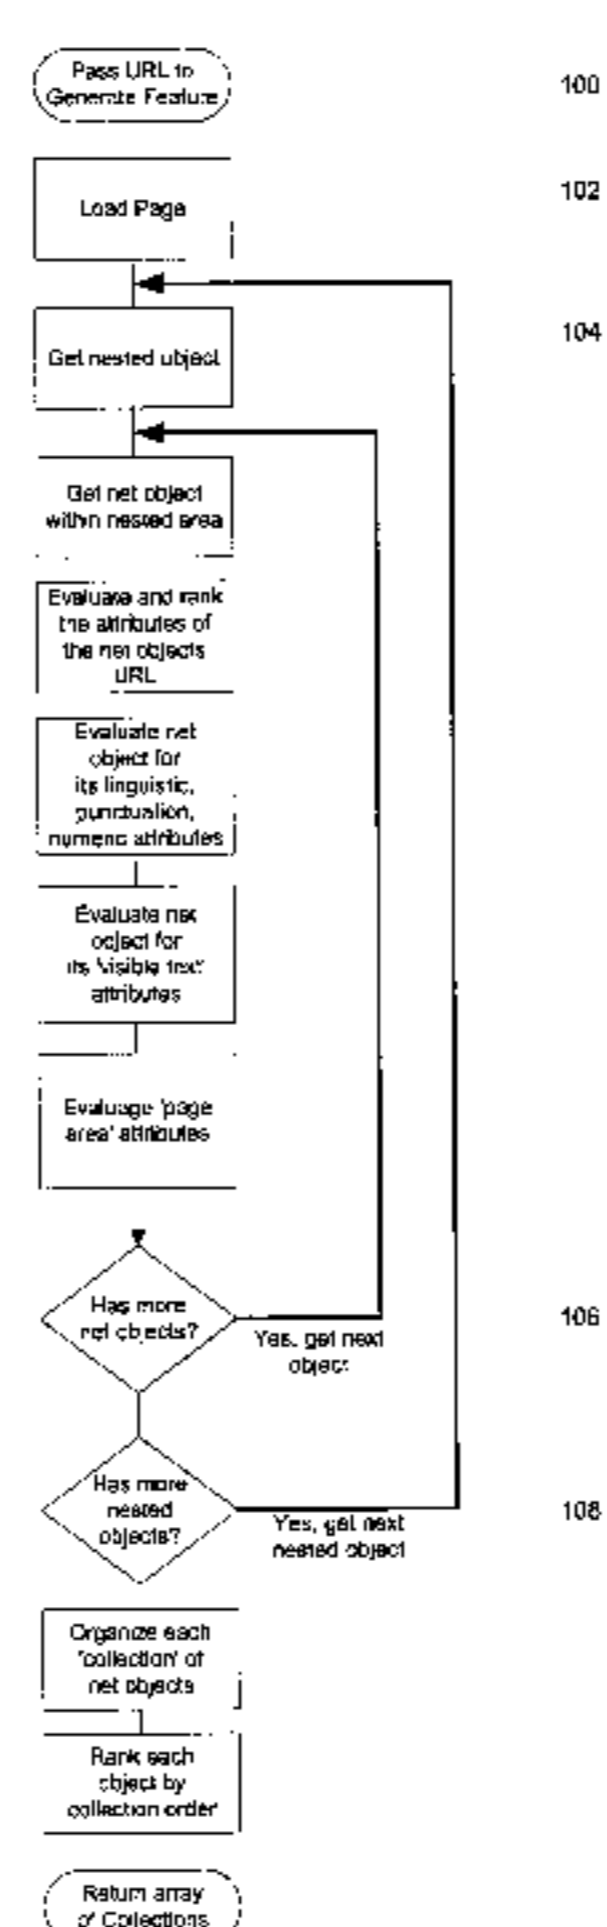 Pass URL to
Generate Feature
100
Load Page
102
Get nested object
104
Get net object
within nested area
Evaluate and rank
the attributes of
the net objects
URL
Evaluate net
object for
its linguistic,
punctuation,
numeric attributes
Evaluate net
object for
its 'visible text'
attributes
Evaluage 'page
area' attributes
Has more
net objects?
Yes, get next
object
106
Has more
nested
objects?
Yes, get next
nested object
108
Organize each
'collection' of
net objects
Rank each
object by
collection order
Return array
of Collections